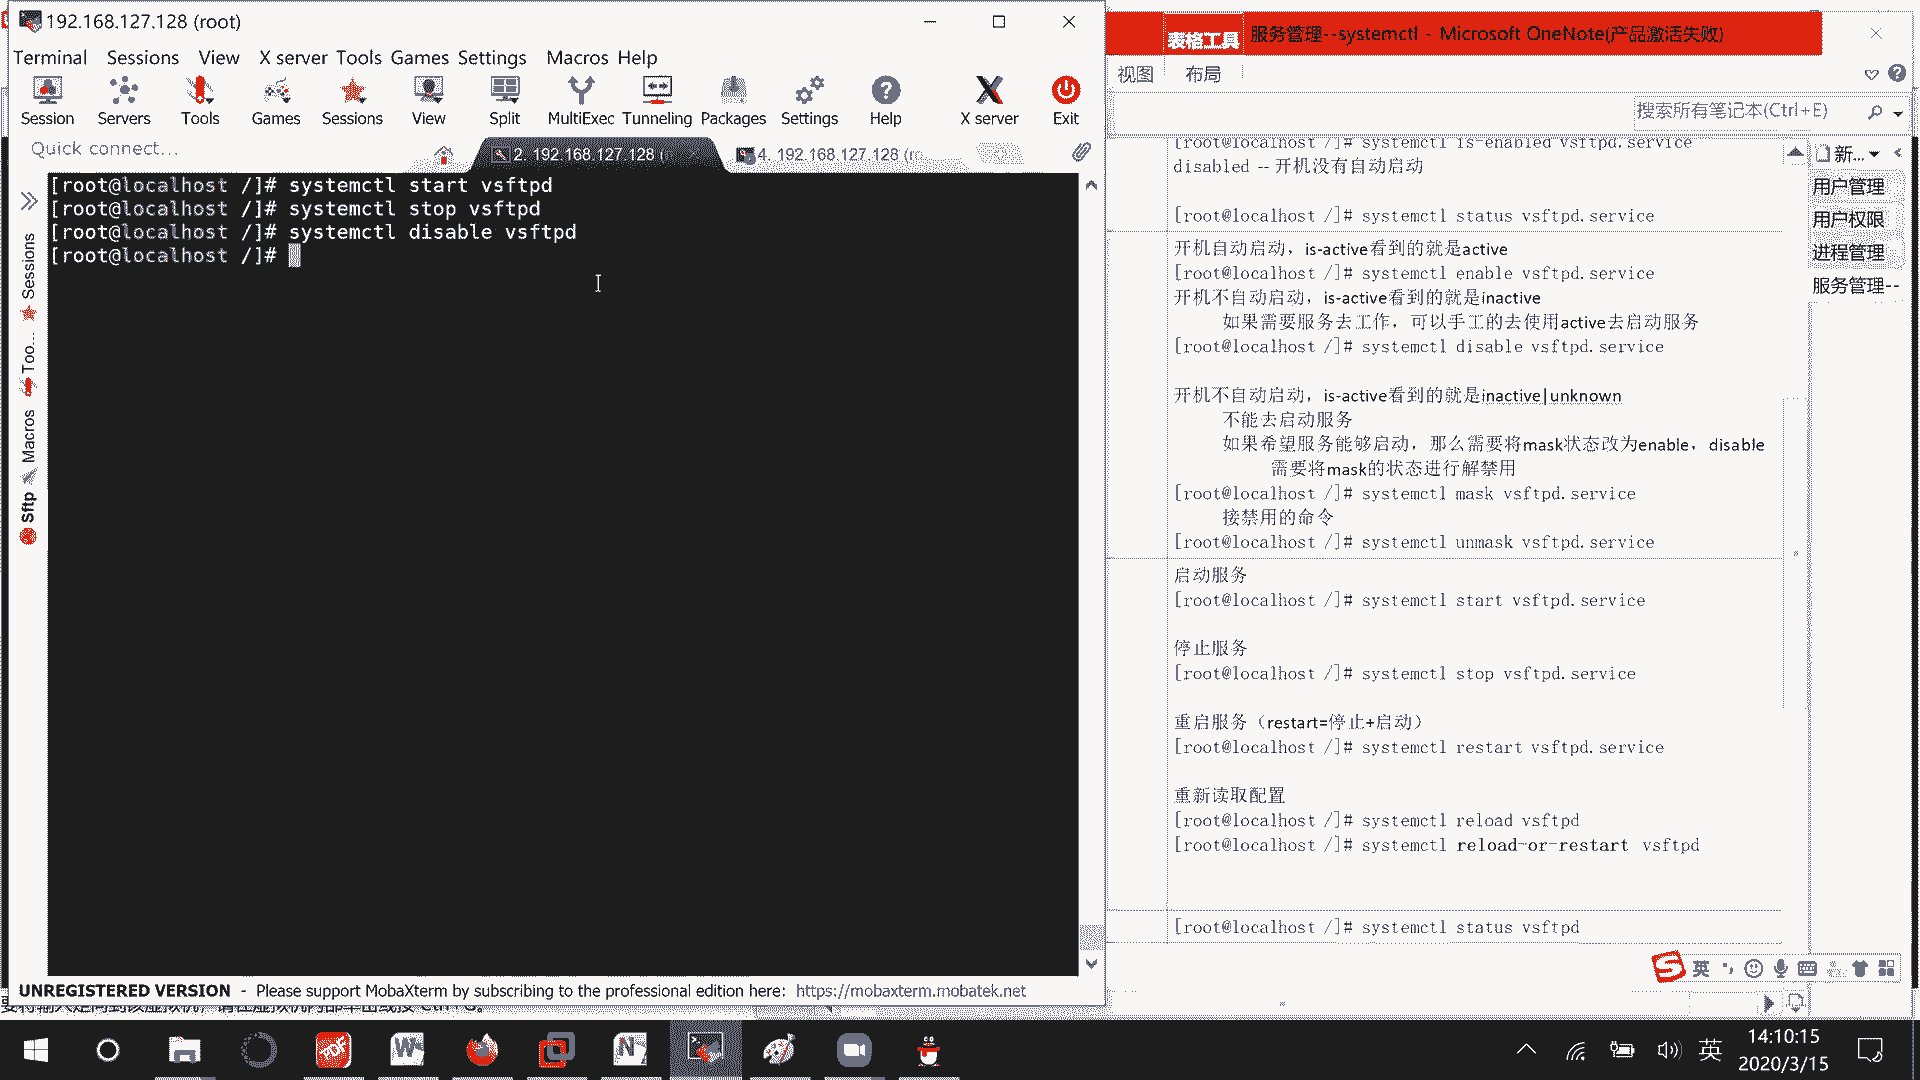 192.168.127.128 (root)
Terminal Sessions View X server Tools Games Settings Macros Help
Session Servers Tools Games Sessions View Split MultiExec Tunneling Packages Settings Help X server Exit
Quick connect...
2. 192.168.127.128 (
4. 192.168.127.128 (ro
[root@localhost /]# systemctl start vsftpd
[root@localhost /]# systemctl stop vsftpd
[root@localhost /]# systemctl disable vsftpd
[root@localhost /]#
Sessions
Too...
Macros
Sftp
UNREGISTERED VERSION - Please support MobaXterm by subscribing to the professional edition here: https://mobaxterm.mobatek.net
表格工具
服务管理--systemctl - Microsoft OneNote(产品激活失败)
视图 布局
搜索所有笔记本(Ctrl+E)
新...
用户管理
用户权限
进程管理
服务管理--
[root@localhost /]# systemctl is-enabled vsftpd.service
disabled -- 开机没有自动启动
[root@localhost /]# systemctl status vsftpd.service
开机自动启动，is-active看到的就是active
[root@localhost /]# systemctl enable vsftpd.service
开机不自动启动，is-active看到的就是inactive
如果需要服务去工作，可以手工的去使用active去启动服务
[root@localhost /]# systemctl disable vsftpd.service
开机不自动启动，is-active看到的就是inactive|unknown
不能去启动服务
如果希望服务能够启动，那么需要将mask状态改为enable，disable
需要将mask的状态进行解禁用
[root@localhost /]# systemctl mask vsftpd.service
接禁用的命令
[root@localhost /]# systemctl unmask vsftpd.service
启动服务
[root@localhost /]# systemctl start vsftpd.service
停止服务
[root@localhost /]# systemctl stop vsftpd.service
重启服务（restart=停止+启动）
[root@localhost /]# systemctl restart vsftpd.service
重新读取配置
[root@localhost /]# systemctl reload vsftpd
[root@localhost /]# systemctl reload-or-restart vsftpd
[root@localhost /]# systemctl status vsftpd
英
英
14:10:15
2020/3/15